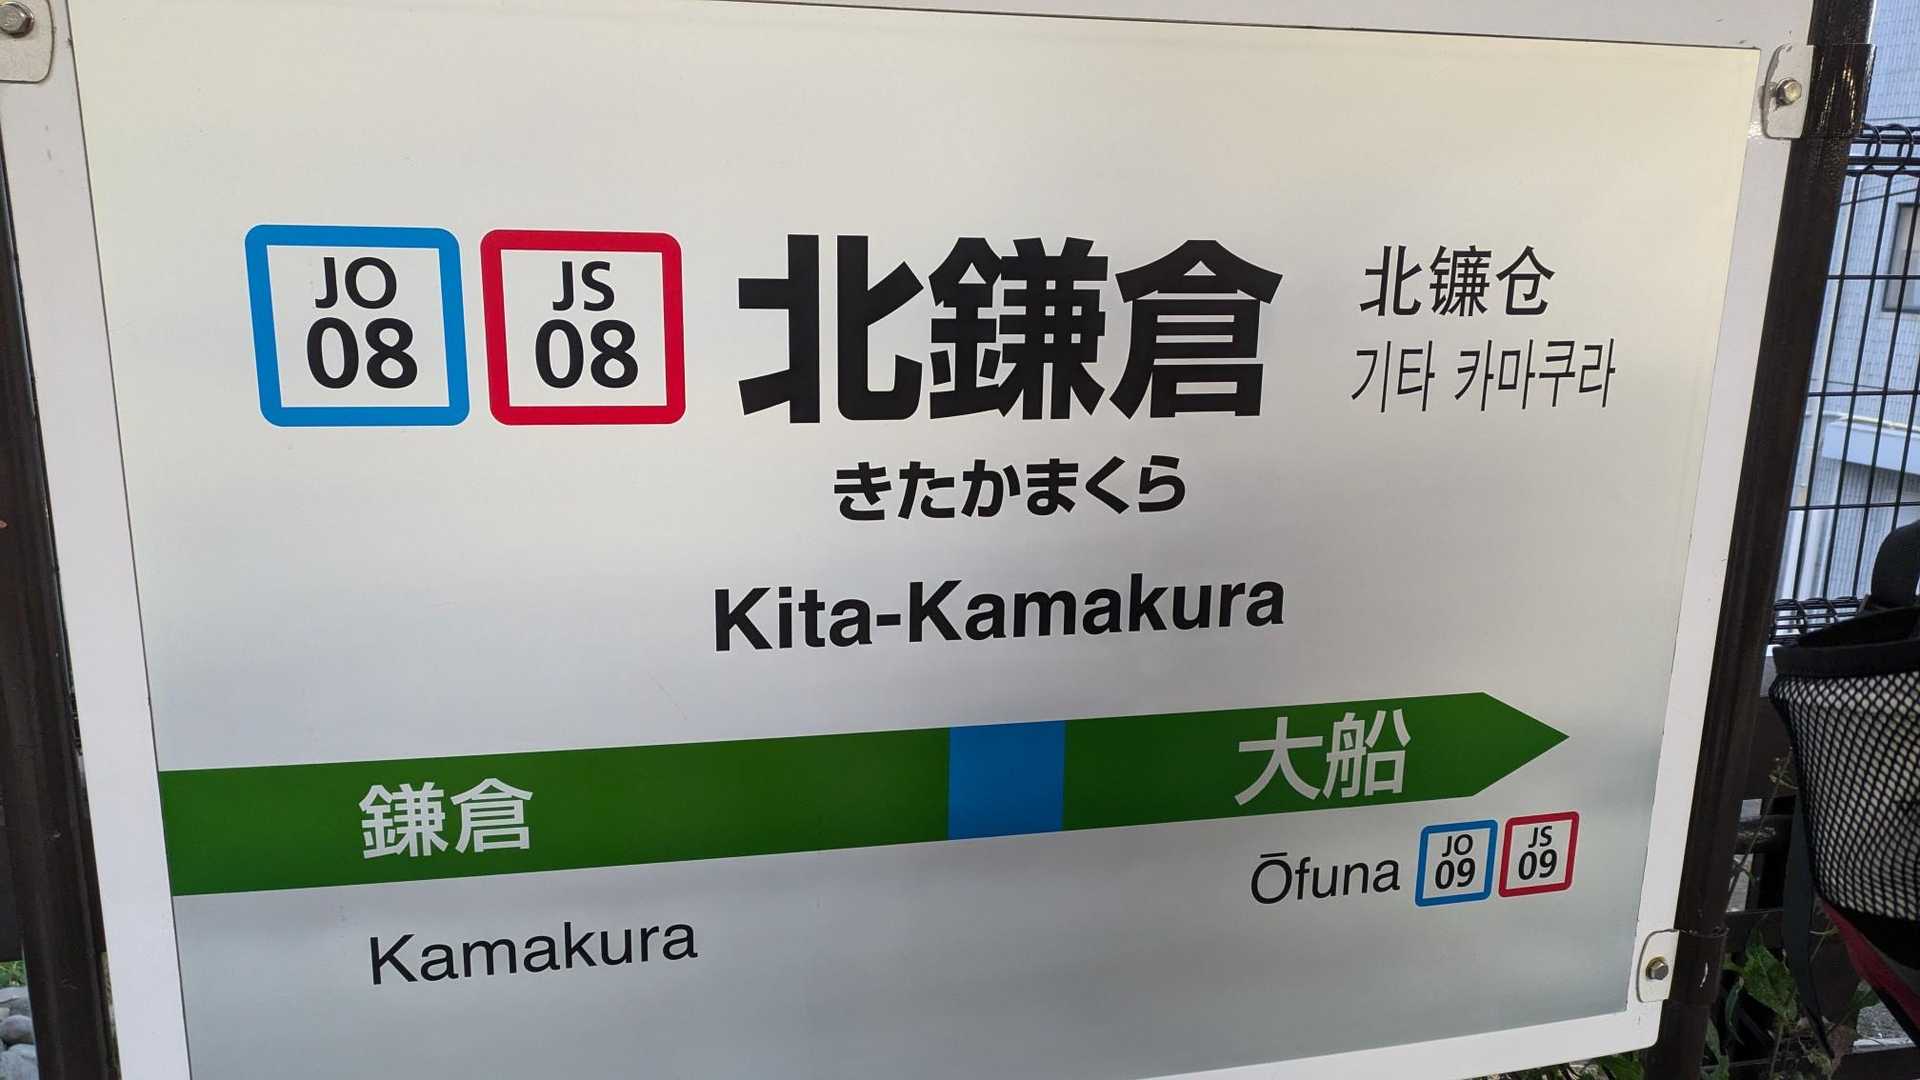 JO
08
JS
08
北鎌倉
北镰仓
기타 카마쿠라
きたかまくら
Kita-Kamakura
鎌倉
大船
Kamakura
Ōfuna
JO
09
JS
09